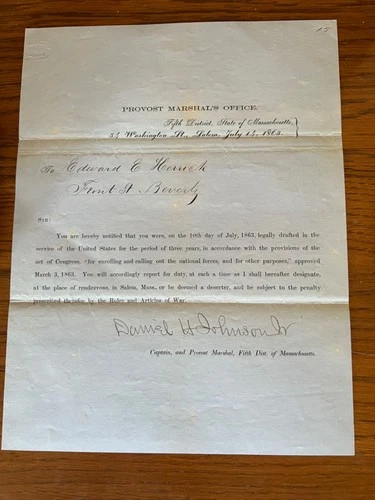 15
PROVOST MARSHAL'S OFFICE.
Fifth District, State of Massachusetts,
Washington St., Salem, July 14, 1863.
To Edward E Herrick
Front St Beverly
SIR:
You are hereby notified that you were, on the 10th day of July, 1863, legally drafted in the
service of the United States for the period of three years, in accordance with the provisions of the
act of Congress, "for enrolling and calling out the national forces, and for other purposes," approved
March 3, 1863. You will accordingly report for duty, at such a time as I shall hereafter designate,
at the place of rendezvous, in Salem, Mass., or be deemed a deserter, and be subject to the penalty
prescribed therefor by the Rules and Articles of War.
Daniel H Johnson Jr
Captain, and Provost Marshal, Fifth Dist. of Massachusetts.